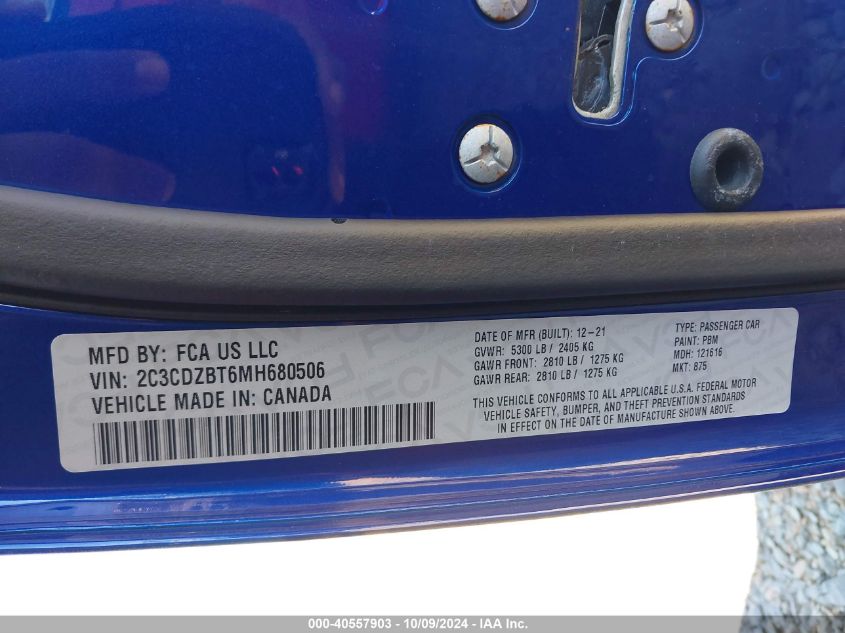 MFD BY: FCA US LLC
VIN: 2C3CDZBT6MH680506
VEHICLE MADE IN: CANADA
DATE OF MFR (BUILT): 12-21
GVWR: 5300 LB / 2405 KG
GAWR FRONT: 2810 LB / 1275 KG
GAWR REAR: 2810 LB / 1275 KG
TYPE: PASSENGER CAR
PAINT: PBM
MDH: 121616
MKT: 875
THIS VEHICLE CONFORMS TO ALL APPLICABLE U.S.A. FEDERAL MOTOR
VEHICLE SAFETY, BUMPER, AND THEFT PREVENTION STANDARDS
IN EFFECT ON THE DATE OF MANUFACTURE SHOWN ABOVE.
000-40557903 - 10/09/2024 - IAA Inc.